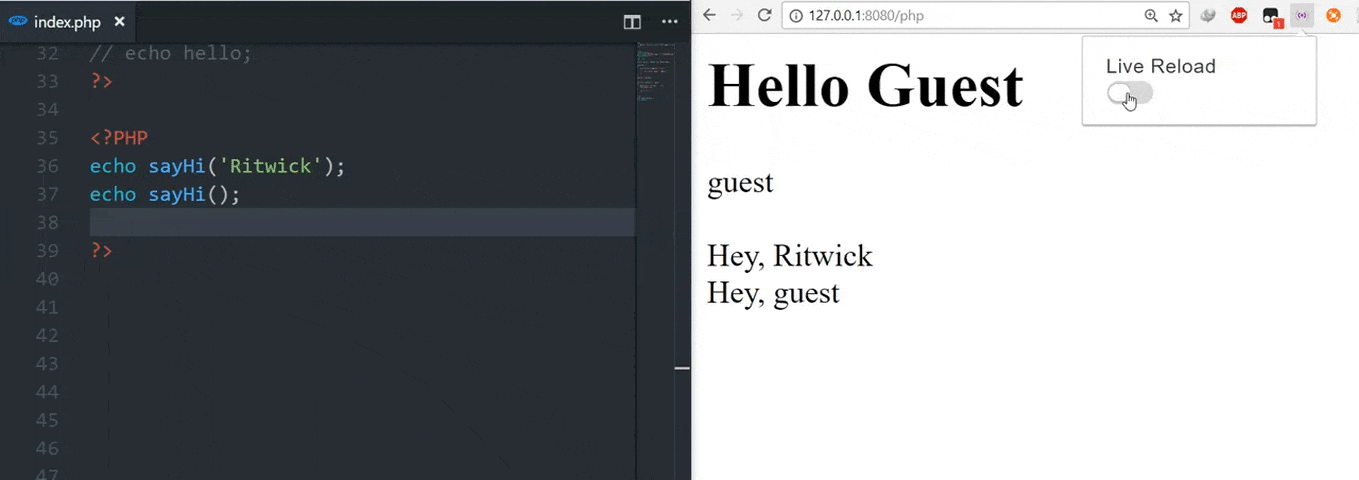 php index.php ×
32 // echo hello;
33 ?>
34
35 <?PHP
36 echo sayHi('Ritwick');
37 echo sayHi();
38
39 ?>
40
41
42
43
44
45
46
47
127.0.0.1:8080/php
ABP
1
Live Reload
Hello Guest
guest
Hey, Ritwick
Hey, guest